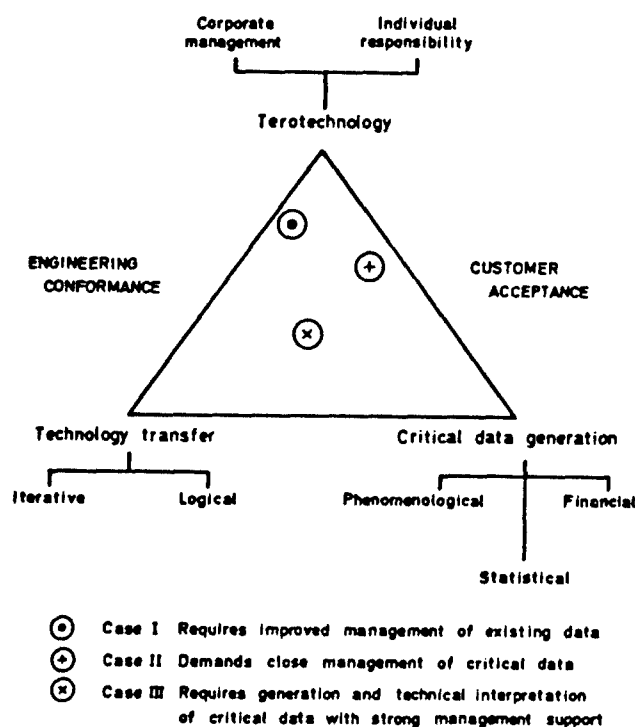 Corporate management
Individual responsibility
Terotechnology
ENGINEERING CONFORMANCE
CUSTOMER ACCEPTANCE
Technology transfer
Critical data generation
Iterative
Logical
Phenomenological
Financial
Statistical
Case I Requires improved management of existing data
Case II Demands close management of critical data
Case III Requires generation and technical interpretation
of critical data with strong management support